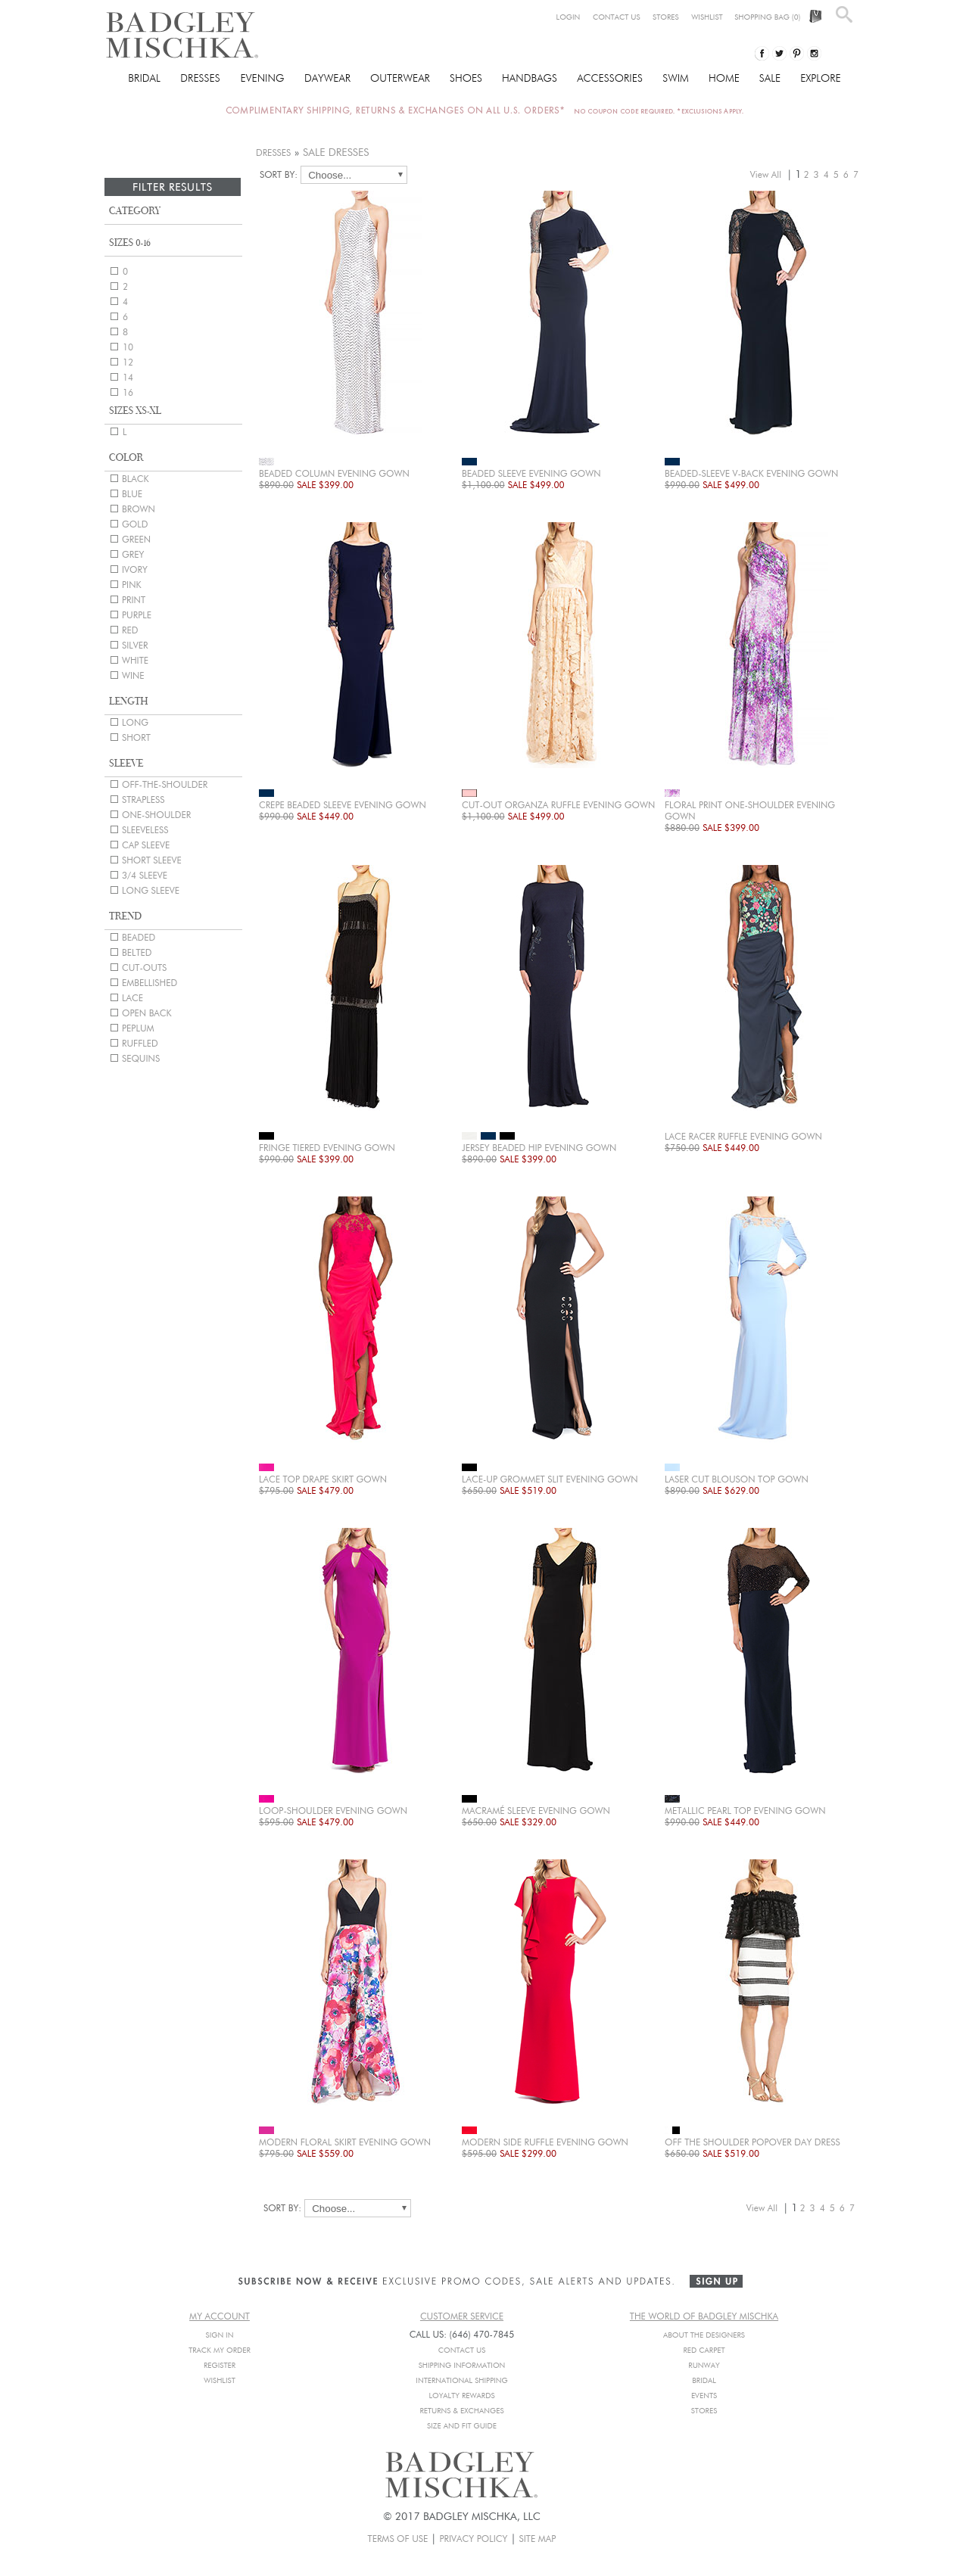 BADGLEY
MISCHKA.
LOGIN CONTACT US STORES WISHLIST SHOPPING BAG (0)
BRIDAL DRESSES EVENING DAYWEAR OUTERWEAR SHOES HANDBAGS ACCESSORIES SWIM HOME SALE EXPLORE
COMPLIMENTARY SHIPPING, RETURNS & EXCHANGES ON ALL U.S. ORDERS* NO COUPON CODE REQUIRED. *EXCLUSIONS APPLY.
DRESSES » SALE DRESSES
SORT BY: Choose...
View All | 1 2 3 4 5 6 7
FILTER RESULTS
CATEGORY
SIZES 0-16
0
2
4
6
8
10
12
14
16
SIZES XS-XL
L
COLOR
BLACK
BLUE
BROWN
GOLD
GREEN
GREY
IVORY
PINK
PRINT
PURPLE
RED
SILVER
WHITE
WINE
LENGTH
LONG
SHORT
SLEEVE
OFF-THE-SHOULDER
STRAPLESS
ONE-SHOULDER
SLEEVELESS
CAP SLEEVE
SHORT SLEEVE
3/4 SLEEVE
LONG SLEEVE
TREND
BEADED
BELTED
CUT-OUTS
EMBELLISHED
LACE
OPEN BACK
PEPLUM
RUFFLED
SEQUINS
BEADED COLUMN EVENING GOWN
$890.00 SALE $399.00
BEADED SLEEVE EVENING GOWN
$1,100.00 SALE $499.00
BEADED-SLEEVE V-BACK EVENING GOWN
$990.00 SALE $499.00
CREPE BEADED SLEEVE EVENING GOWN
$990.00 SALE $449.00
CUT-OUT ORGANZA RUFFLE EVENING GOWN
$1,100.00 SALE $499.00
FLORAL PRINT ONE-SHOULDER EVENING
GOWN
$880.00 SALE $399.00
FRINGE TIERED EVENING GOWN
$990.00 SALE $399.00
JERSEY BEADED HIP EVENING GOWN
$890.00 SALE $399.00
LACE RACER RUFFLE EVENING GOWN
$750.00 SALE $449.00
LACE TOP DRAPE SKIRT GOWN
$795.00 SALE $479.00
LACE-UP GROMMET SLIT EVENING GOWN
$650.00 SALE $519.00
LASER CUT BLOUSON TOP GOWN
$890.00 SALE $629.00
LOOP-SHOULDER EVENING GOWN
$595.00 SALE $479.00
MACRAMÉ SLEEVE EVENING GOWN
$650.00 SALE $329.00
METALLIC PEARL TOP EVENING GOWN
$990.00 SALE $449.00
MODERN FLORAL SKIRT EVENING GOWN
$795.00 SALE $559.00
MODERN SIDE RUFFLE EVENING GOWN
$595.00 SALE $299.00
OFF THE SHOULDER POPOVER DAY DRESS
$650.00 SALE $519.00
SORT BY: Choose...
View All | 1 2 3 4 5 6 7
SUBSCRIBE NOW & RECEIVE EXCLUSIVE PROMO CODES, SALE ALERTS AND UPDATES. SIGN UP
MY ACCOUNT
SIGN IN
TRACK MY ORDER
REGISTER
WISHLIST
CUSTOMER SERVICE
CALL US: (646) 470-7845
CONTACT US
SHIPPING INFORMATION
INTERNATIONAL SHIPPING
LOYALTY REWARDS
RETURNS & EXCHANGES
SIZE AND FIT GUIDE
THE WORLD OF BADGLEY MISCHKA
ABOUT THE DESIGNERS
RED CARPET
RUNWAY
BRIDAL
EVENTS
STORES
BADGLEY
MISCHKA.
© 2017 BADGLEY MISCHKA, LLC
TERMS OF USE | PRIVACY POLICY | SITE MAP